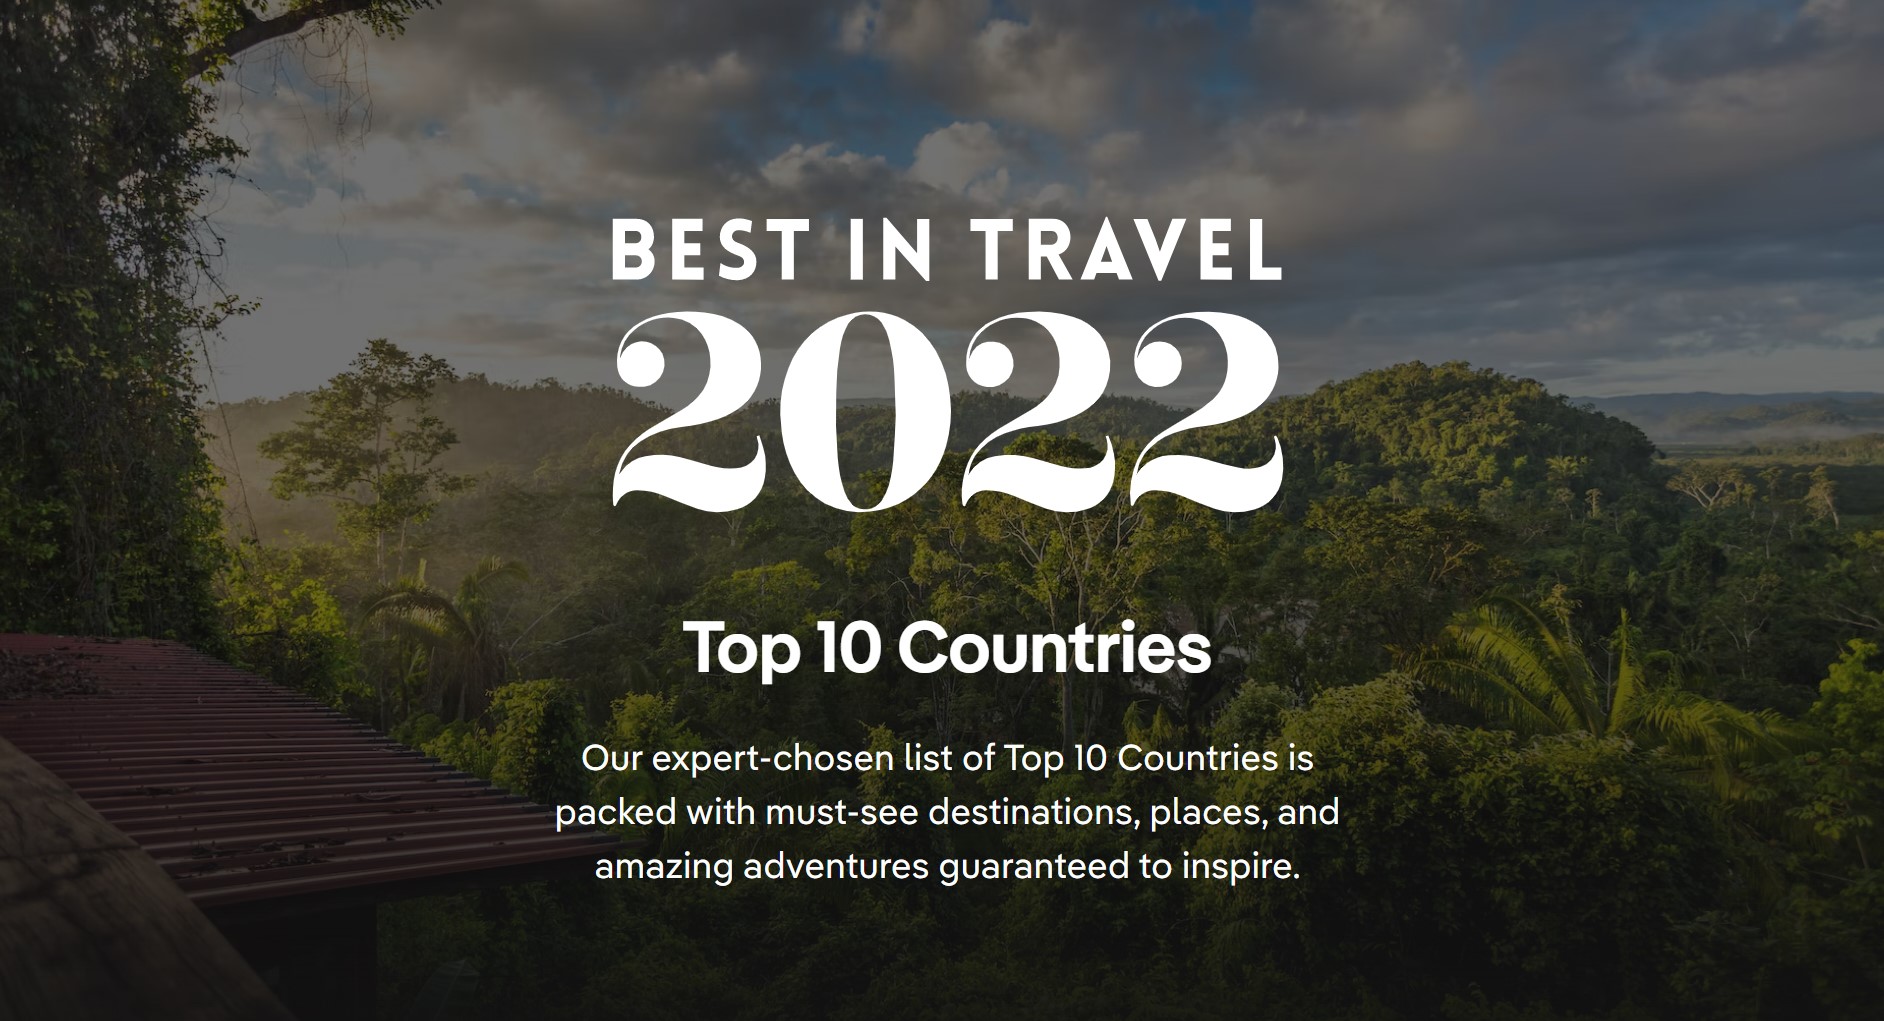 BEST IN TRAVEL
2022
Top 10 Countries
Our expert-chosen list of Top 10 Countries is
packed with must-see destinations, places, and
amazing adventures guaranteed to inspire.